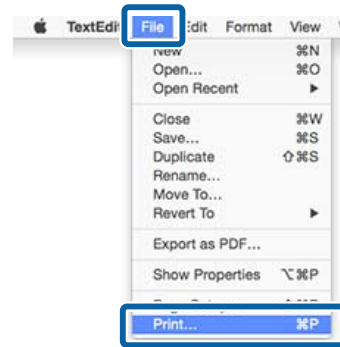 TextEdit File Edit Format View
New ⌘N
Open... ⌘O
Open Recent ▶
Close ⌘W
Save... ⌘S
Duplicate ⇧⌘S
Rename...
Move To...
Revert To ▶
Export as PDF...
Show Properties ⌥⌘P
Print... ⌘P